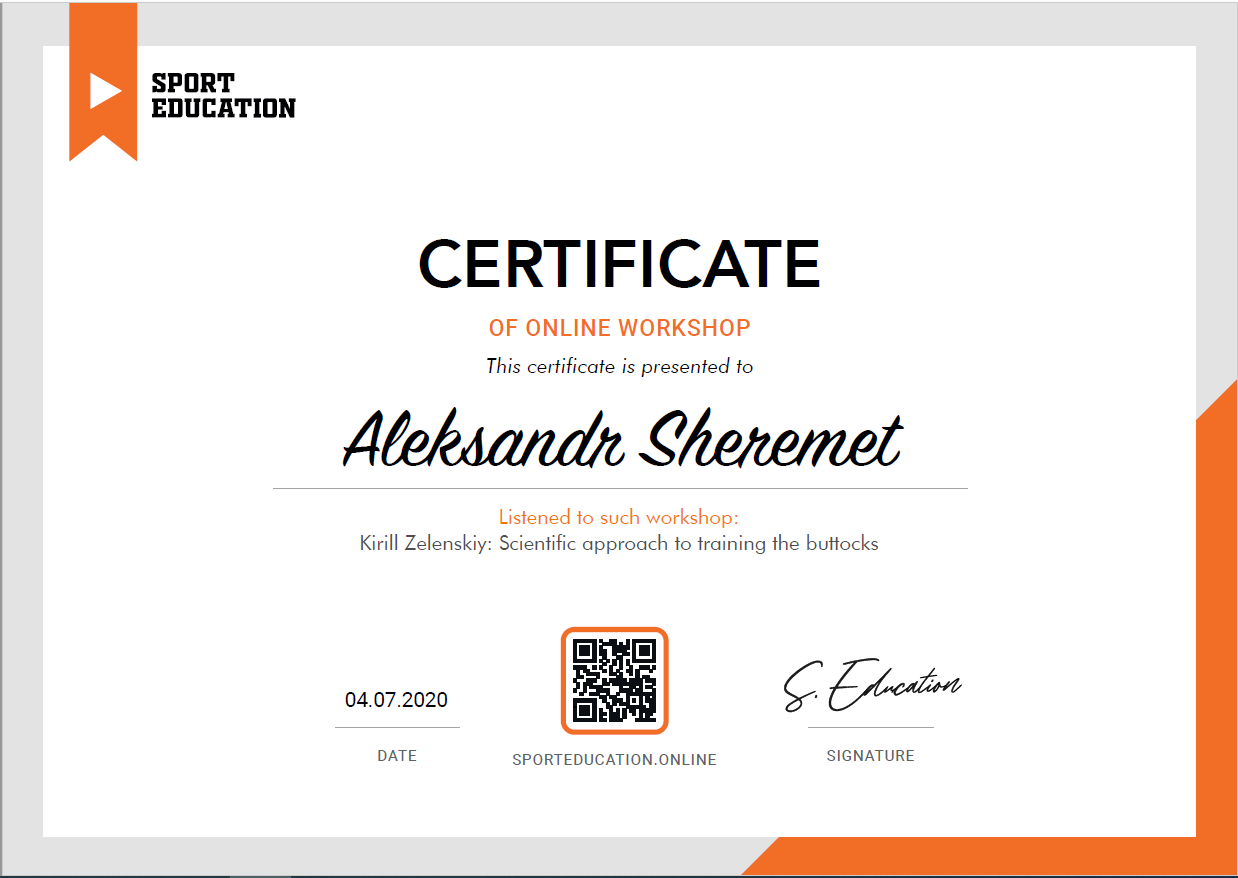 SPORT
EDUCATION
CERTIFICATE
OF ONLINE WORKSHOP
This certificate is presented to
Aleksandr Sheremet
Listened to such workshop:
Kirill Zelenskiy: Scientific approach to training the buttocks
04.07.2020
DATE
SPORTEDUCATION.ONLINE
S. Education
SIGNATURE